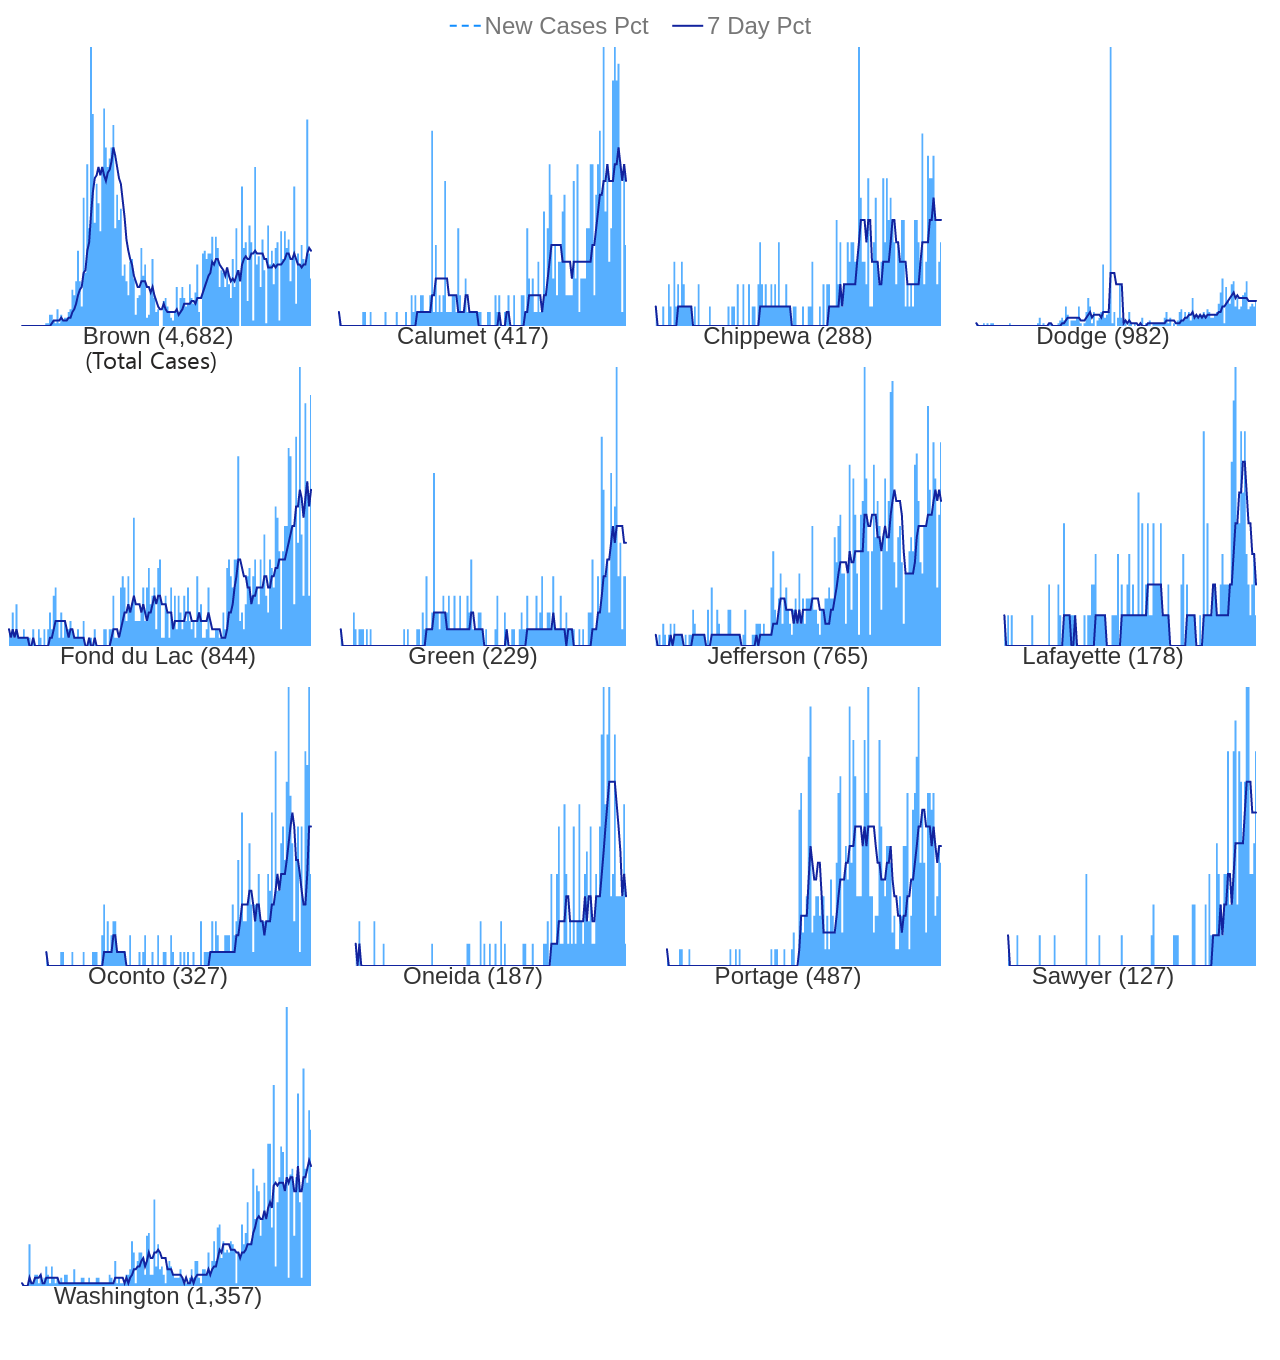 New Cases Pct 7 Day Pct
Brown (4,682) Calumet (417) Chippewa (288) Dodge (982)
(Total Cases)
Fond du Lac (844) Green (229) Jefferson (765) Lafayette (178)
Oconto (327) Oneida (187) Portage (487) Sawyer (127)
Washington (1,357)